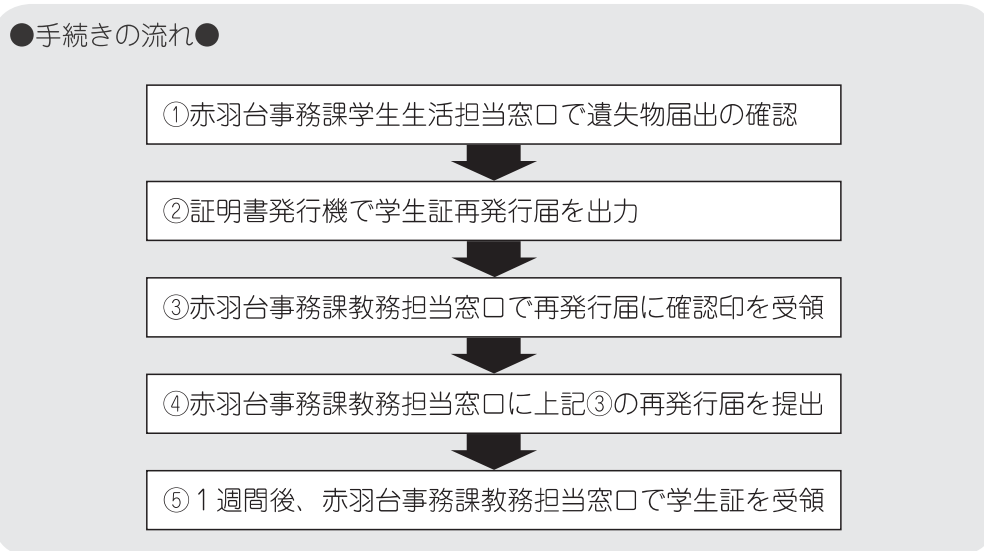 ●手続きの流れ●
①赤羽台事務課学生生活担当窓口で遺失物届出の確認
②証明書発行機で学生証再発行届を出力
③赤羽台事務課教務担当窓口で再発行届に確認印を受領
④赤羽台事務課教務担当窓口に上記③の再発行届を提出
⑤1週間後、赤羽台事務課教務担当窓口で学生証を受領